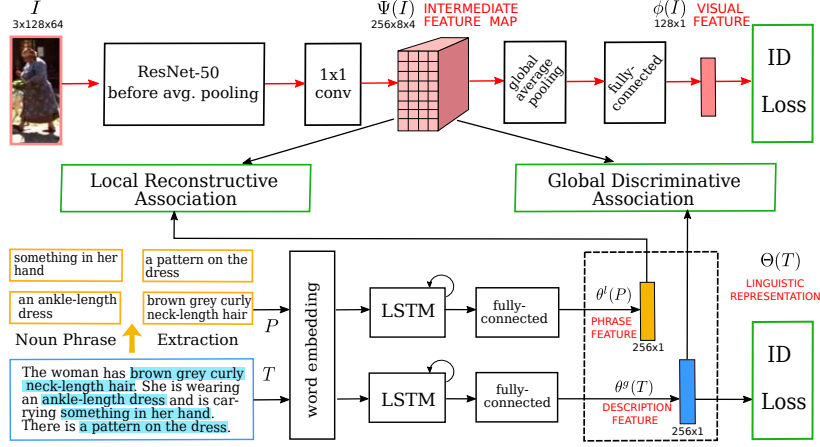 I
3x128x64
Ψ(I) INTERMEDIATE
FEATURE MAP
256x8x4
ϕ(I) VISUAL
FEATURE
128x1
ResNet-50
before avg. pooling
1x1
conv
global
average
pooling
fully-
connected
ID
Loss
Local Reconstructive
Association
Global Discriminative
Association
something in her
hand
a pattern on the
dress
an ankle-length
dress
brown grey curly
neck-length hair
Noun Phrase
Extraction
P
T
The woman has brown grey curly
neck-length hair. She is wearing
an ankle-length dress and is car-
rying something in her hand.
There is a pattern on the dress.
word embedding
LSTM
fully-
connected
LSTM
fully-
connected
θˡ(P)
PHRASE
FEATURE
256x1
θᵍ(T)
DESCRIPTION
FEATURE
256x1
Θ(T)
LINGUISTIC
REPRESENTATION
ID
Loss